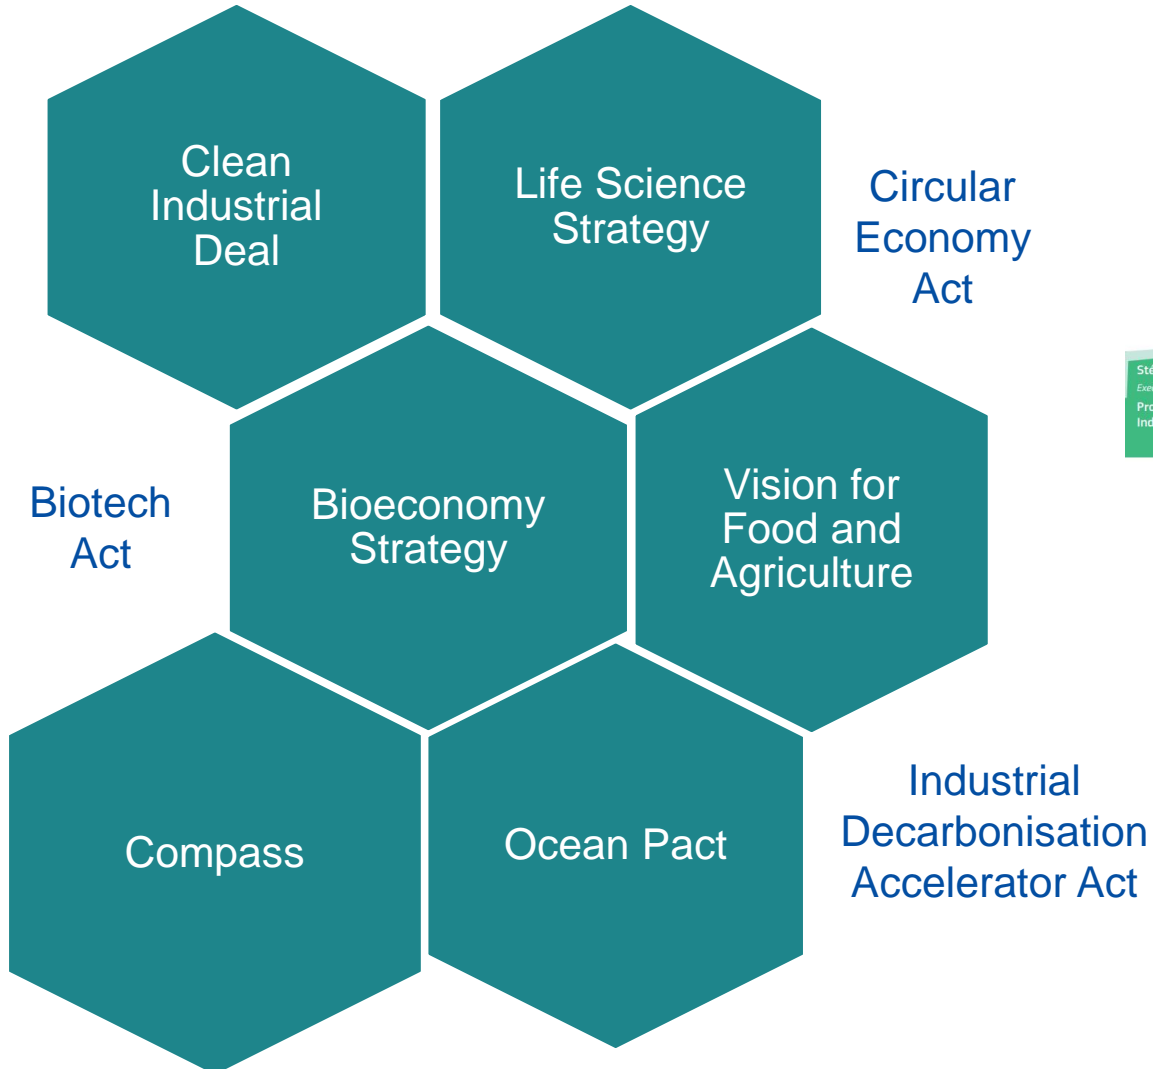 Clean
Industrial
Deal
Life Science
Strategy
Circular
Economy
Act
Biotech
Act
Bioeconomy
Strategy
Vision for
Food and
Agriculture
Compass
Ocean Pact
Industrial
Decarbonisation
Accelerator Act